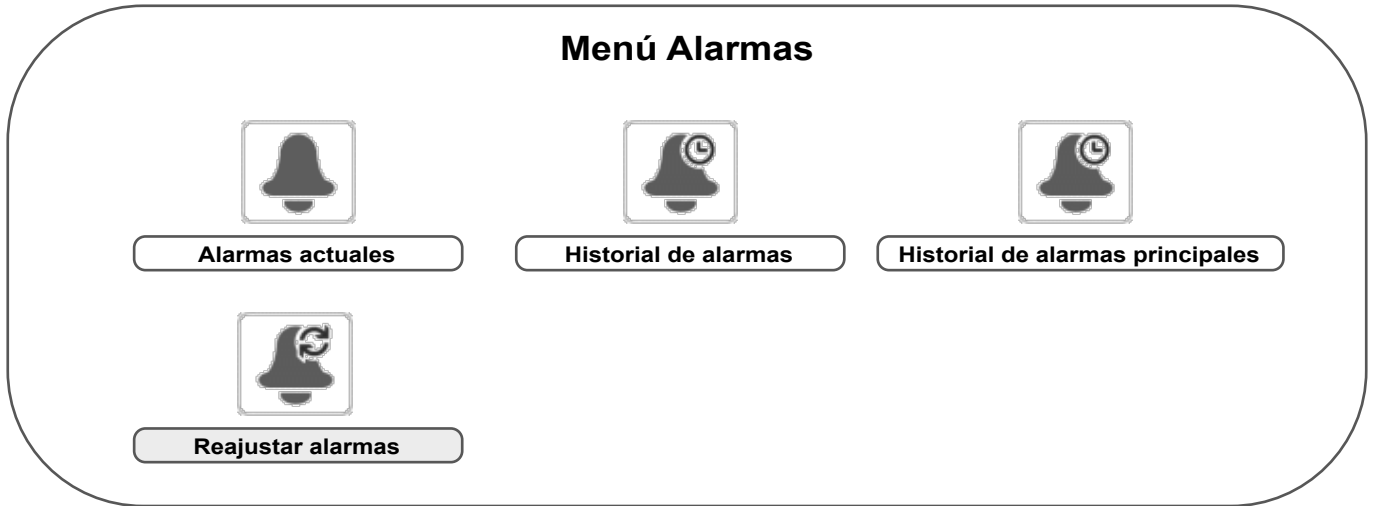 Menú Alarmas
Alarmas actuales
Historial de alarmas
Historial de alarmas principales
Reajustar alarmas